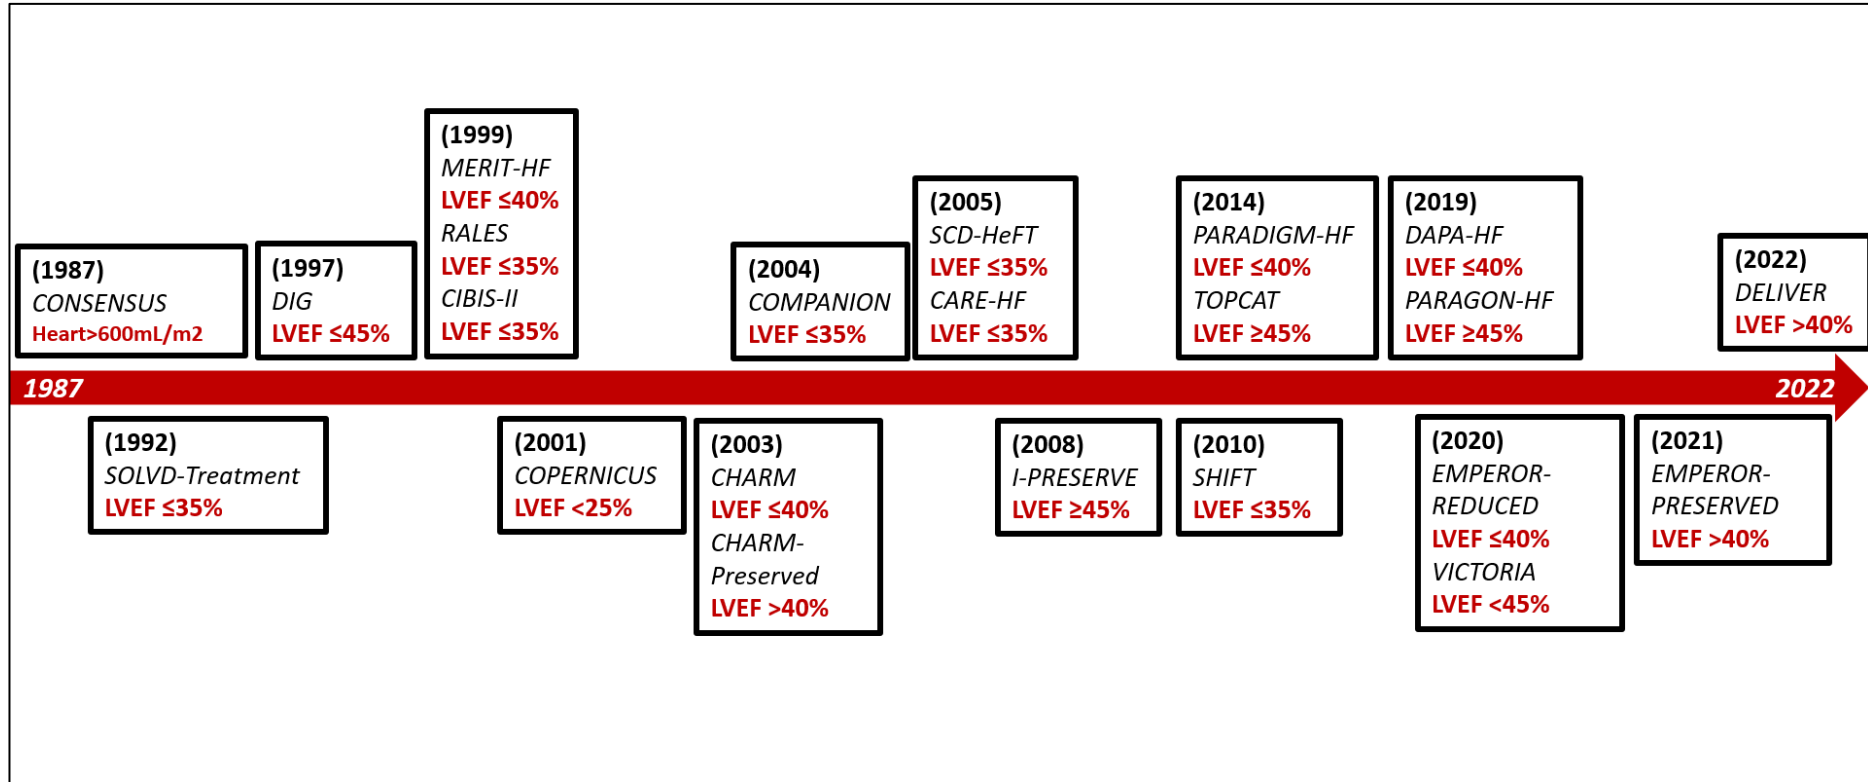 (1987)
CONSENSUS
Heart>600mL/m2
(1997)
DIG
LVEF ≤45%
(1999)
MERIT-HF
LVEF ≤40%
RALES
LVEF ≤35%
CIBIS-II
LVEF ≤35%
(2004)
COMPANION
LVEF ≤35%
(2005)
SCD-HeFT
LVEF ≤35%
CARE-HF
LVEF ≤35%
(2014)
PARADIGM-HF
LVEF ≤40%
TOPCAT
LVEF ≥45%
(2019)
DAPA-HF
LVEF ≤40%
PARAGON-HF
LVEF ≥45%
(2022)
DELIVER
LVEF >40%
1987
2022
(1992)
SOLVD-Treatment
LVEF ≤35%
(2001)
COPERNICUS
LVEF <25%
(2003)
CHARM
LVEF ≤40%
CHARM-
Preserved
LVEF >40%
(2008)
I-PRESERVE
LVEF ≥45%
(2010)
SHIFT
LVEF ≤35%
(2020)
EMPEROR-
REDUCED
LVEF ≤40%
VICTORIA
LVEF <45%
(2021)
EMPEROR-
PRESERVED
LVEF >40%